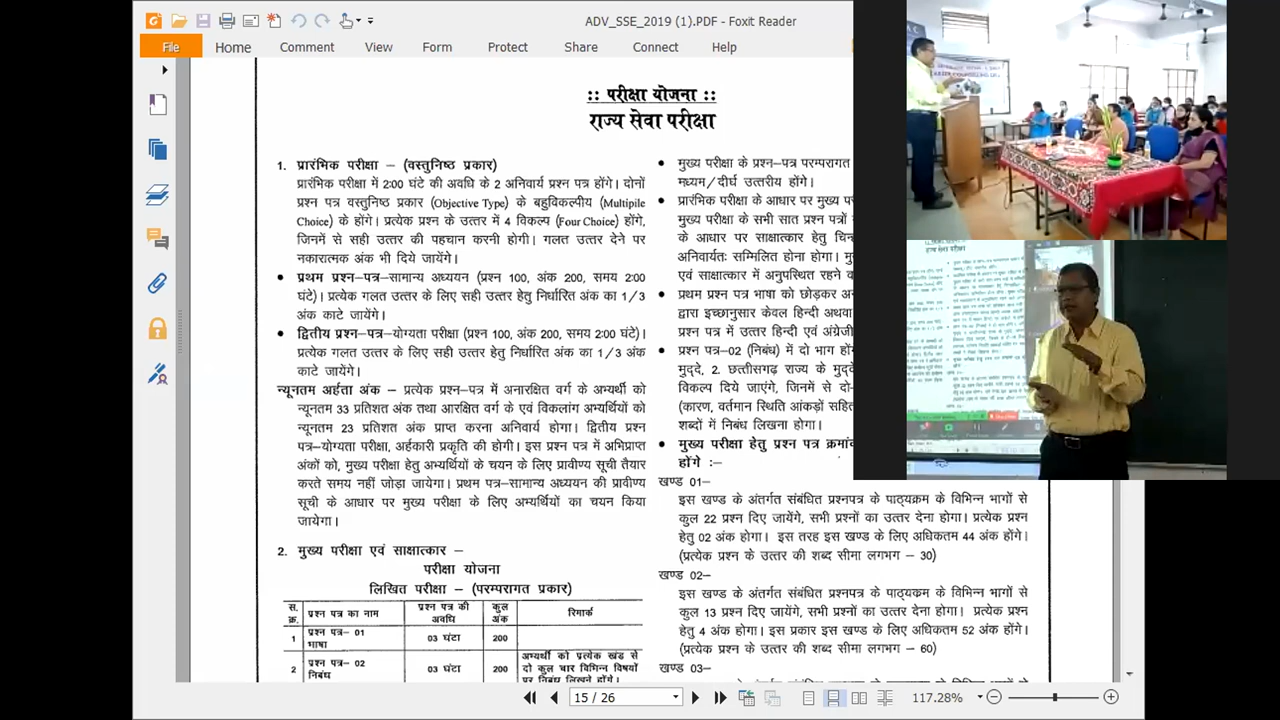 ADV_SSE_2019 (1).PDF - Foxit Reader
File Home Comment View Form Protect Share Connect Help
:: परीक्षा योजना ::
राज्य सेवा परीक्षा
1. प्रारंभिक परीक्षा – (वस्तुनिष्ठ प्रकार)
प्रारंभिक परीक्षा में 2:00 घंटे की अवधि के 2 अनिवार्य प्रश्न पत्र होंगे। दोनों
प्रश्न पत्र वस्तुनिष्ठ प्रकार (Objective Type) के बहुविकल्पीय (Multipile
Choice) के होंगे। प्रत्येक प्रश्न के उत्तर में 4 विकल्प (Four Choice) होंगे,
जिनमें से सही उत्तर की पहचान करनी होगी। गलत उत्तर देने पर
नकारात्मक अंक भी दिये जायेंगे।
• प्रथम प्रश्न–पत्र–सामान्य अध्ययन (प्रश्न 100, अंक 200, समय 2:00
घंटे)। प्रत्येक गलत उत्तर के लिए सही उत्तर हेतु निर्धारित अंक का 1/3
अंक काटे जायेंगे।
• द्वितीय प्रश्न–पत्र–योग्यता परीक्षा (प्रश्न 100, अंक 200, समय 2:00 घंटे)।
प्रत्येक गलत उत्तर के लिए सही उत्तर हेतु निर्धारित अंक का 1/3 अंक
काटे जायेंगे।
न्यूनतम अर्हता अंक – प्रत्येक प्रश्न–पत्र में अनारक्षित वर्ग के अभ्यर्थी को
न्यूनतम 33 प्रतिशत अंक तथा आरक्षित वर्ग के एवं विकलांग अभ्यर्थियों को
न्यूनतम 23 प्रतिशत अंक प्राप्त करना अनिवार्य होगा। द्वितीय प्रश्न
पत्र–योग्यता परीक्षा, अर्हकारी प्रकृति की होगी। इस प्रश्न पत्र में अभिप्राप्त
अंकों को, मुख्य परीक्षा हेतु अभ्यर्थियों के चयन के लिए प्रावीण्य सूची तैयार
करते समय नहीं जोड़ा जायेगा। प्रथम पत्र–सामान्य अध्ययन की प्रावीण्य
सूची के आधार पर मुख्य परीक्षा के लिए अभ्यर्थियों का चयन किया
जायेगा।
2. मुख्य परीक्षा एवं साक्षात्कार –
परीक्षा योजना
लिखित परीक्षा – (परम्परागत प्रकार)
स. क्र. प्रश्न पत्र का नाम प्रश्न पत्र की अवधि कुल अंक रिमार्क
1 प्रश्न पत्र– 01 भाषा 03 घंटा 200
2 प्रश्न पत्र– 02 निबंध 03 घंटा 200 अभ्यर्थी को प्रत्येक खंड से
दो कुल चार विभिन्न विषयों
पर निबंध लिखने होंगे।
• मुख्य परीक्षा के प्रश्न–पत्र परम्परागत
मध्यम/दीर्घ उत्तरीय होंगे।
• प्रारंभिक परीक्षा के आधार पर मुख्य
मुख्य परीक्षा के सभी सात प्रश्न पत्रों
के आधार पर साक्षात्कार हेतु
अनिवार्यतः सम्मिलित होना होगा।
एवं साक्षात्कार में अनुपस्थित रहने
• प्रथम प्रश्न पत्र भाषा को छोड़कर
द्वारा पूर्वानुसार केवल हिन्दी अथवा
प्रश्न पत्र में उत्तर हिन्दी एवं अंग्रेजी
• प्रश्न पत्र–02 (निबंध) में दो भाग
मुद्दे, 2. छत्तीसगढ़ राज्य के
विकल्प दिए जाएंगे, जिनमें से दो-
(कारण, वर्तमान स्थिति आंकड़ों सहित
शब्दों में निबंध लिखना होगा।
• मुख्य परीक्षा हेतु प्रश्न पत्र
होंगे :–
खण्ड 01–
इस खण्ड के अंतर्गत संबंधित प्रश्नपत्र के पाठ्यक्रम के विभिन्न भागों से
कुल 22 प्रश्न दिए जायेंगे, सभी प्रश्नों का उत्तर देना होगा। प्रत्येक प्रश्न
हेतु 02 अंक होगा। इस तरह इस खण्ड के लिए अधिकतम 44 अंक होंगे।
(प्रत्येक प्रश्न के उत्तर की शब्द सीमा लगभग – 30)
खण्ड 02–
इस खण्ड के अंतर्गत संबंधित प्रश्नपत्र के पाठ्यक्रम के विभिन्न भागों से
कुल 13 प्रश्न दिए जायेंगे, सभी प्रश्नों का उत्तर देना होगा। प्रत्येक प्रश्न
हेतु 4 अंक होगा। इस प्रकार इस खण्ड के लिए अधिकतम 52 अंक होंगे।
(प्रत्येक प्रश्न के उत्तर की शब्द सीमा लगभग – 60)
खण्ड 03–
15 / 26
117.28%